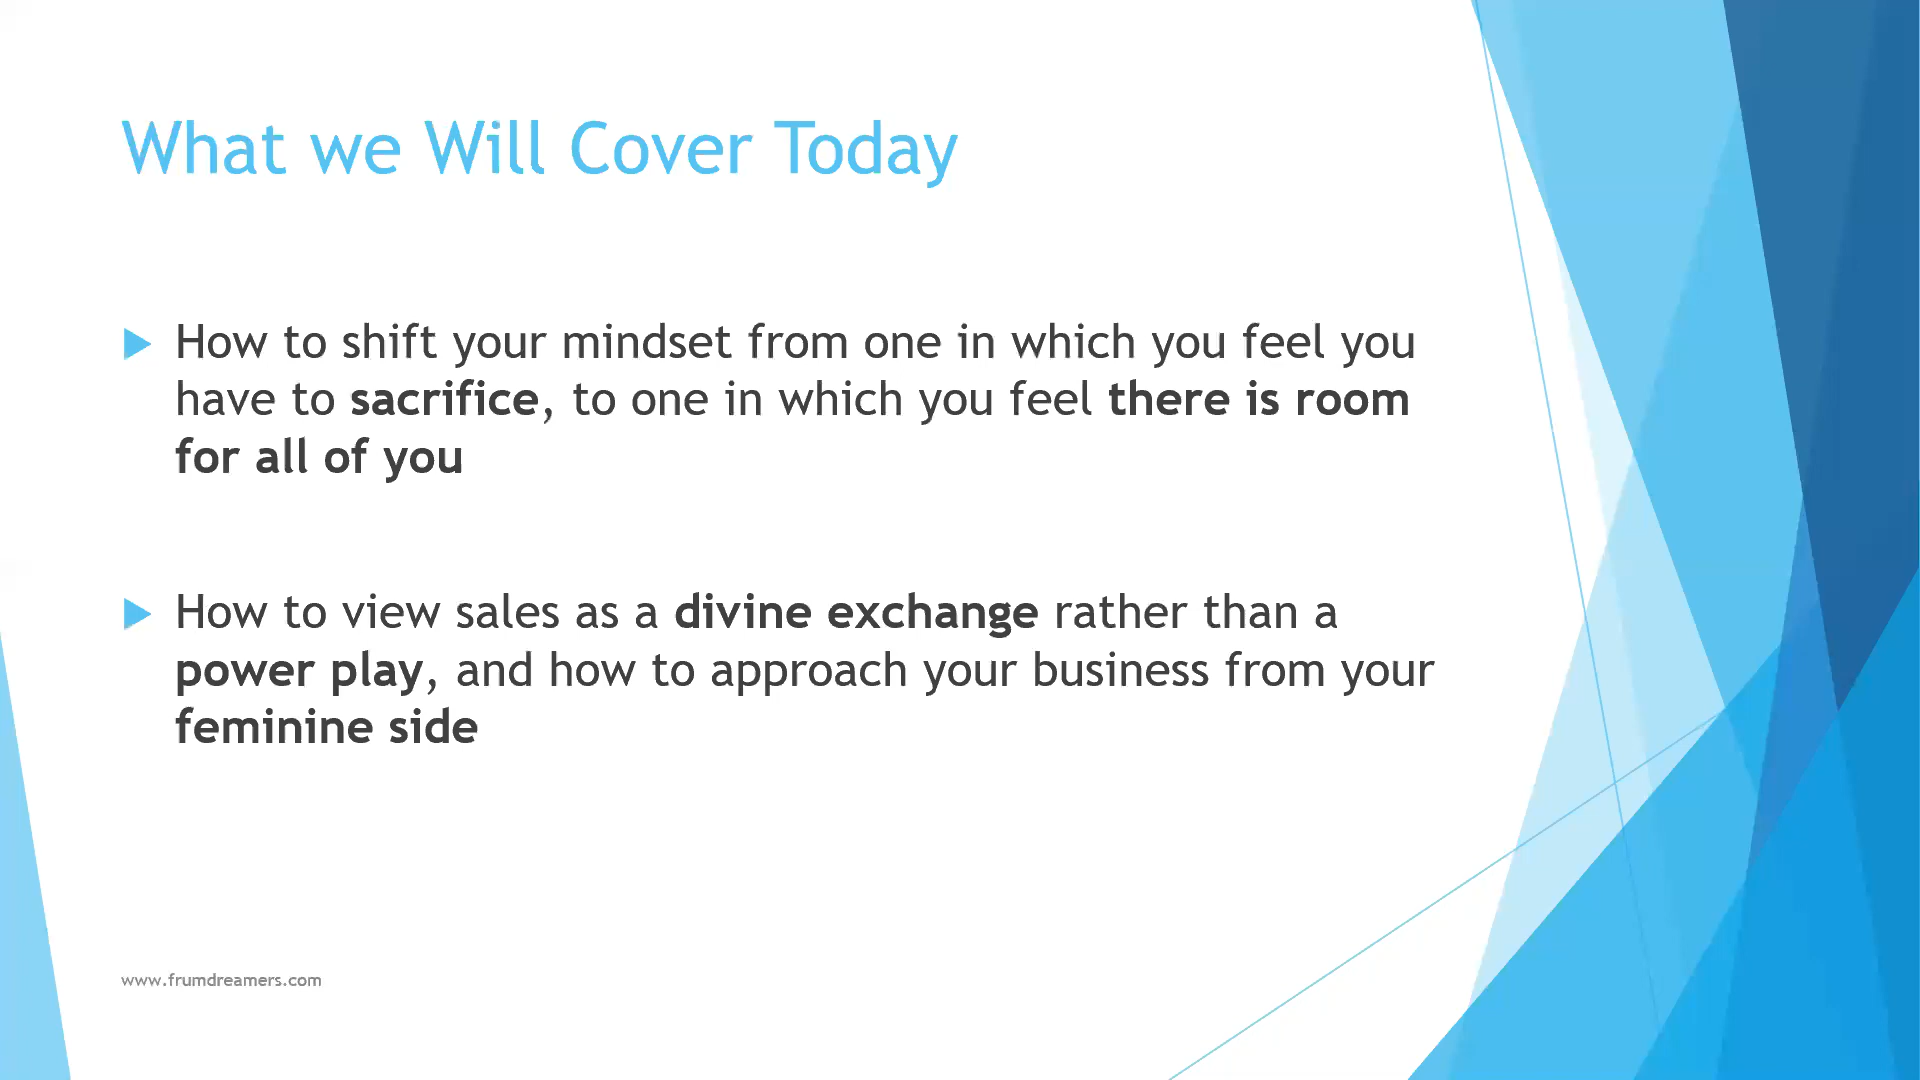 What we Will Cover Today
How to shift your mindset from one in which you feel you
have to sacrifice, to one in which you feel there is room
for all of you
How to view sales as a divine exchange rather than a
power play, and how to approach your business from your
feminine side
www.frumdreamers.com